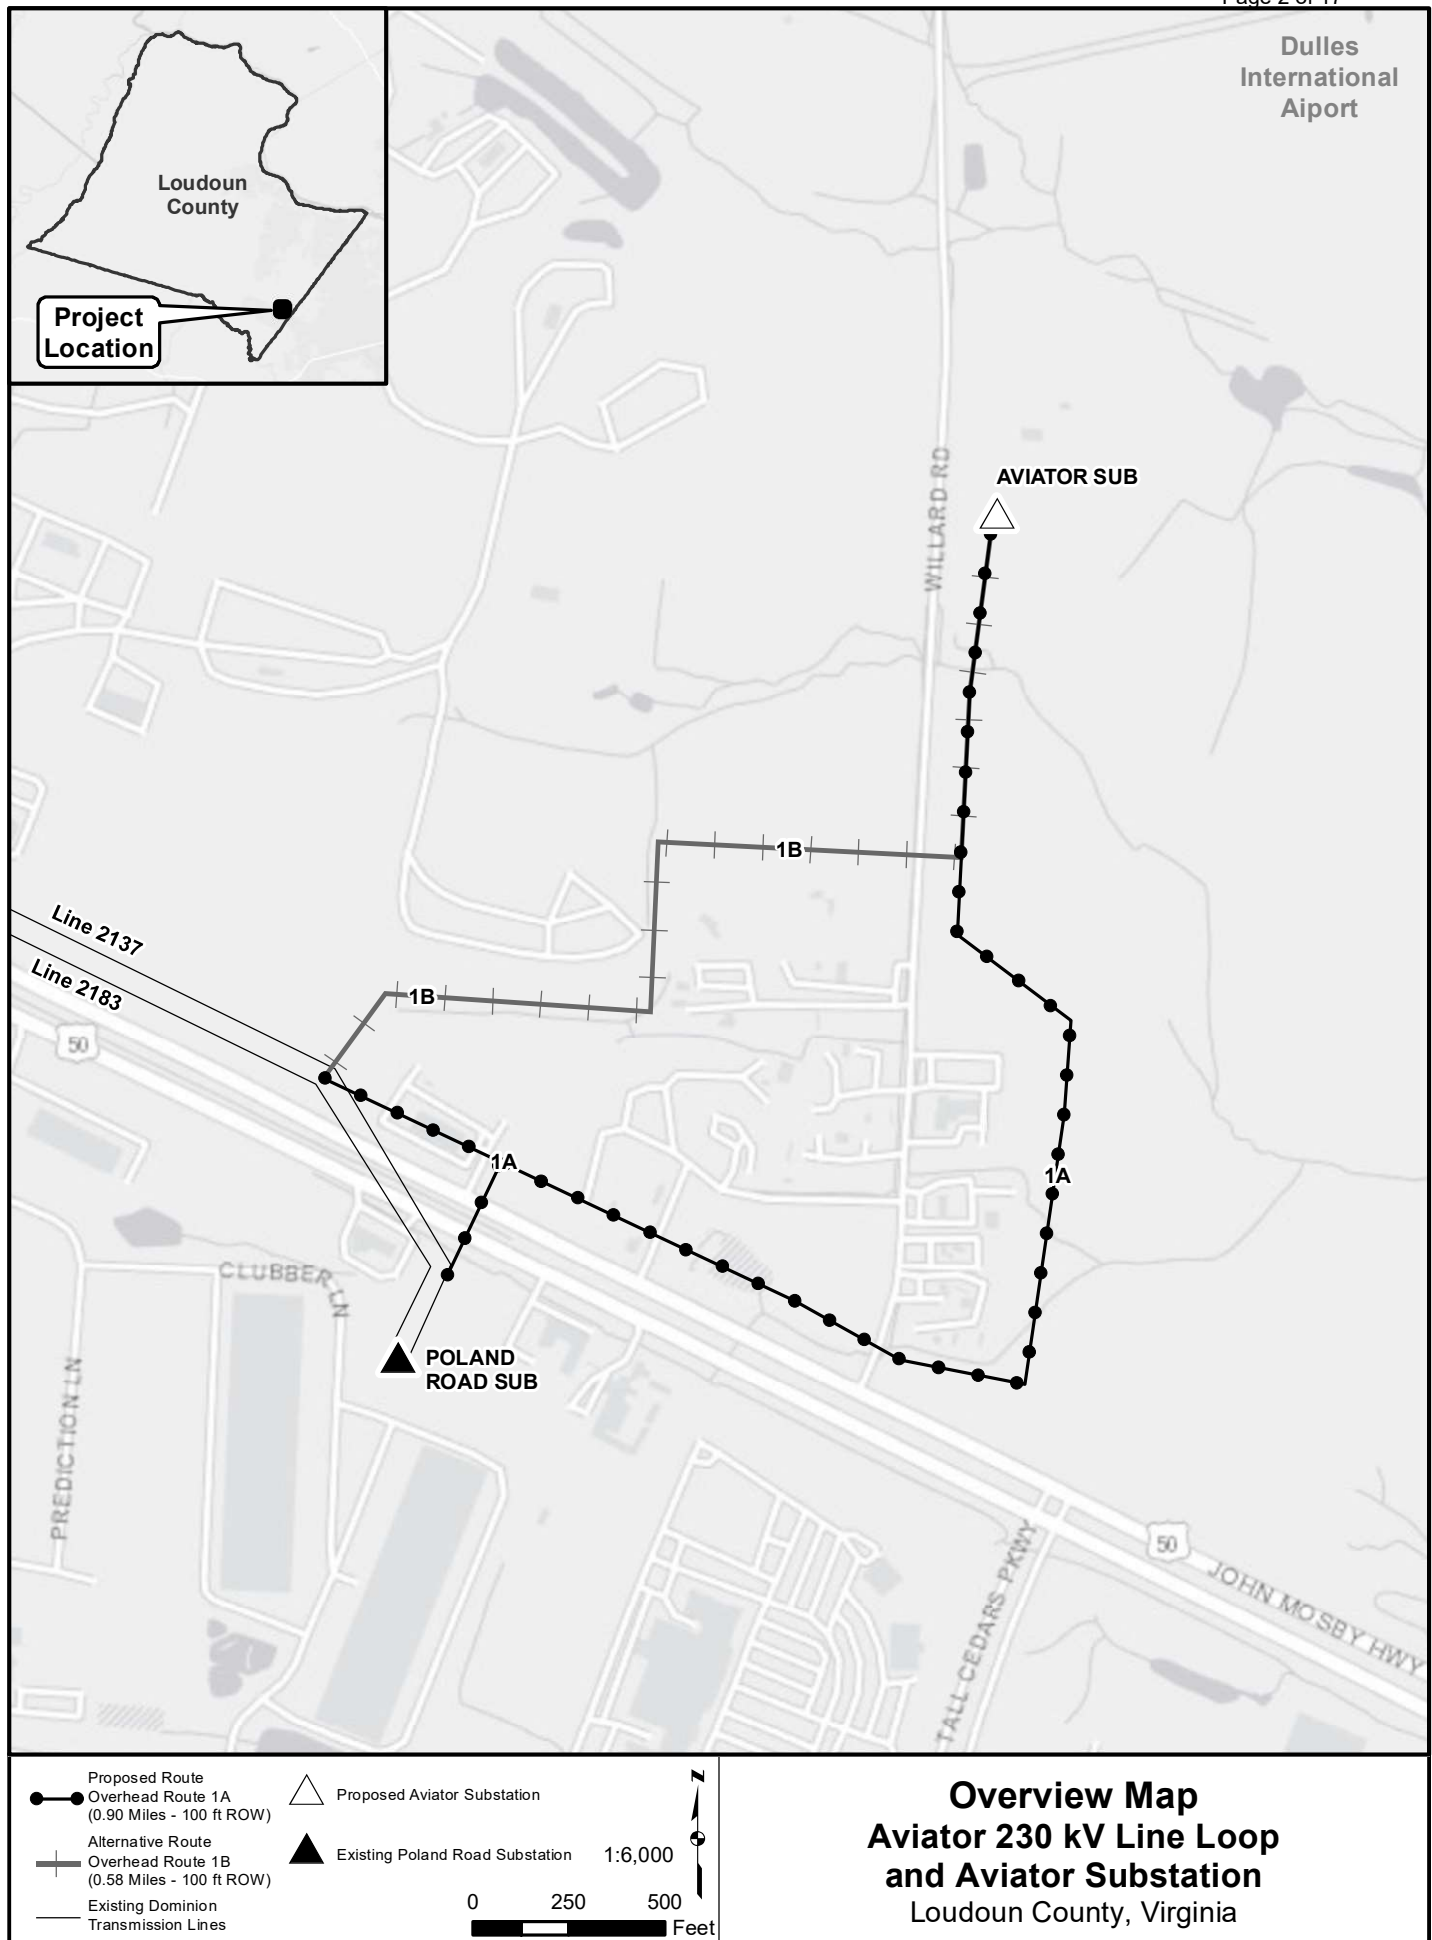 Dulles
International
Aiport
Loudoun
County
Project
Location
WILLARD RD
AVIATOR SUB
1B
Line 2137
Line 2183
1B
50
1A
1A
CLUBBER LN
POLAND
ROAD SUB
PREDICTION LN
50
JOHN MOSBY HWY
TALL CEDARS PKWY
Proposed Route
Overhead Route 1A
(0.90 Miles - 100 ft ROW)
Alternative Route
Overhead Route 1B
(0.58 Miles - 100 ft ROW)
Existing Dominion
Transmission Lines
Proposed Aviator Substation
Existing Poland Road Substation
1:6,000
N
0 250 500
Feet
Overview Map
Aviator 230 kV Line Loop
and Aviator Substation
Loudoun County, Virginia